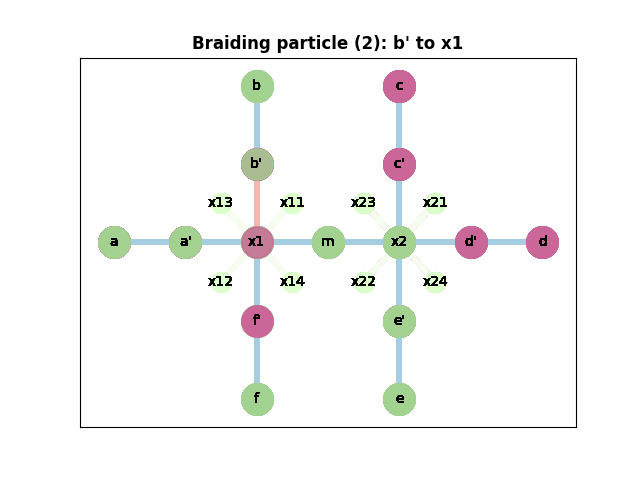 Braiding particle (2): b' to x1
b
c
b'
c'
x13
x11
x23
x21
a
a'
x1
m
x2
d'
d
x12
x14
x22
x24
f'
e'
f
e